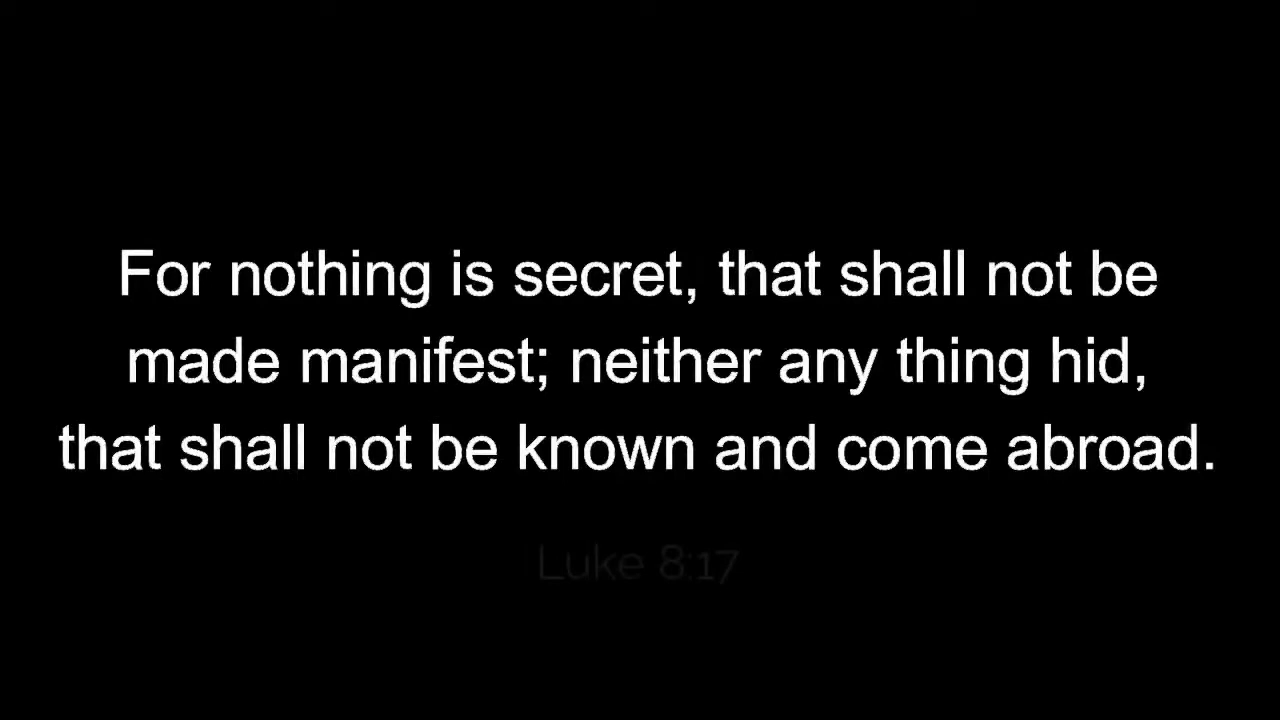 For nothing is secret, that shall not be
made manifest; neither any thing hid,
that shall not be known and come abroad.
Luke 8:17